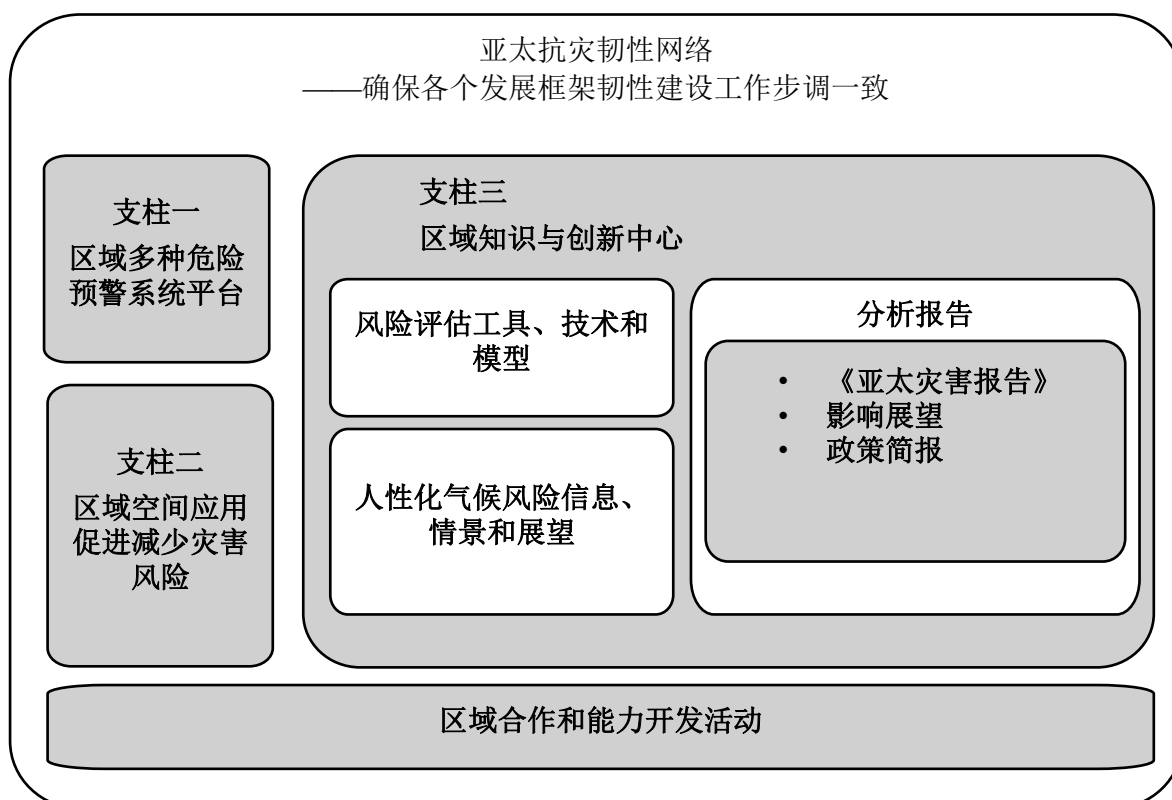 亚太抗灾韧性网络
——确保各个发展框架韧性建设工作步调一致
支柱一
区域多种危险
预警系统平台
支柱二
区域空间应用
促进减少灾害
风险
支柱三
区域知识与创新中心
风险评估工具、技术和
模型
人性化气候风险信息、
情景和展望
分析报告
• 《亚太灾害报告》
• 影响展望
• 政策简报
区域合作和能力开发活动